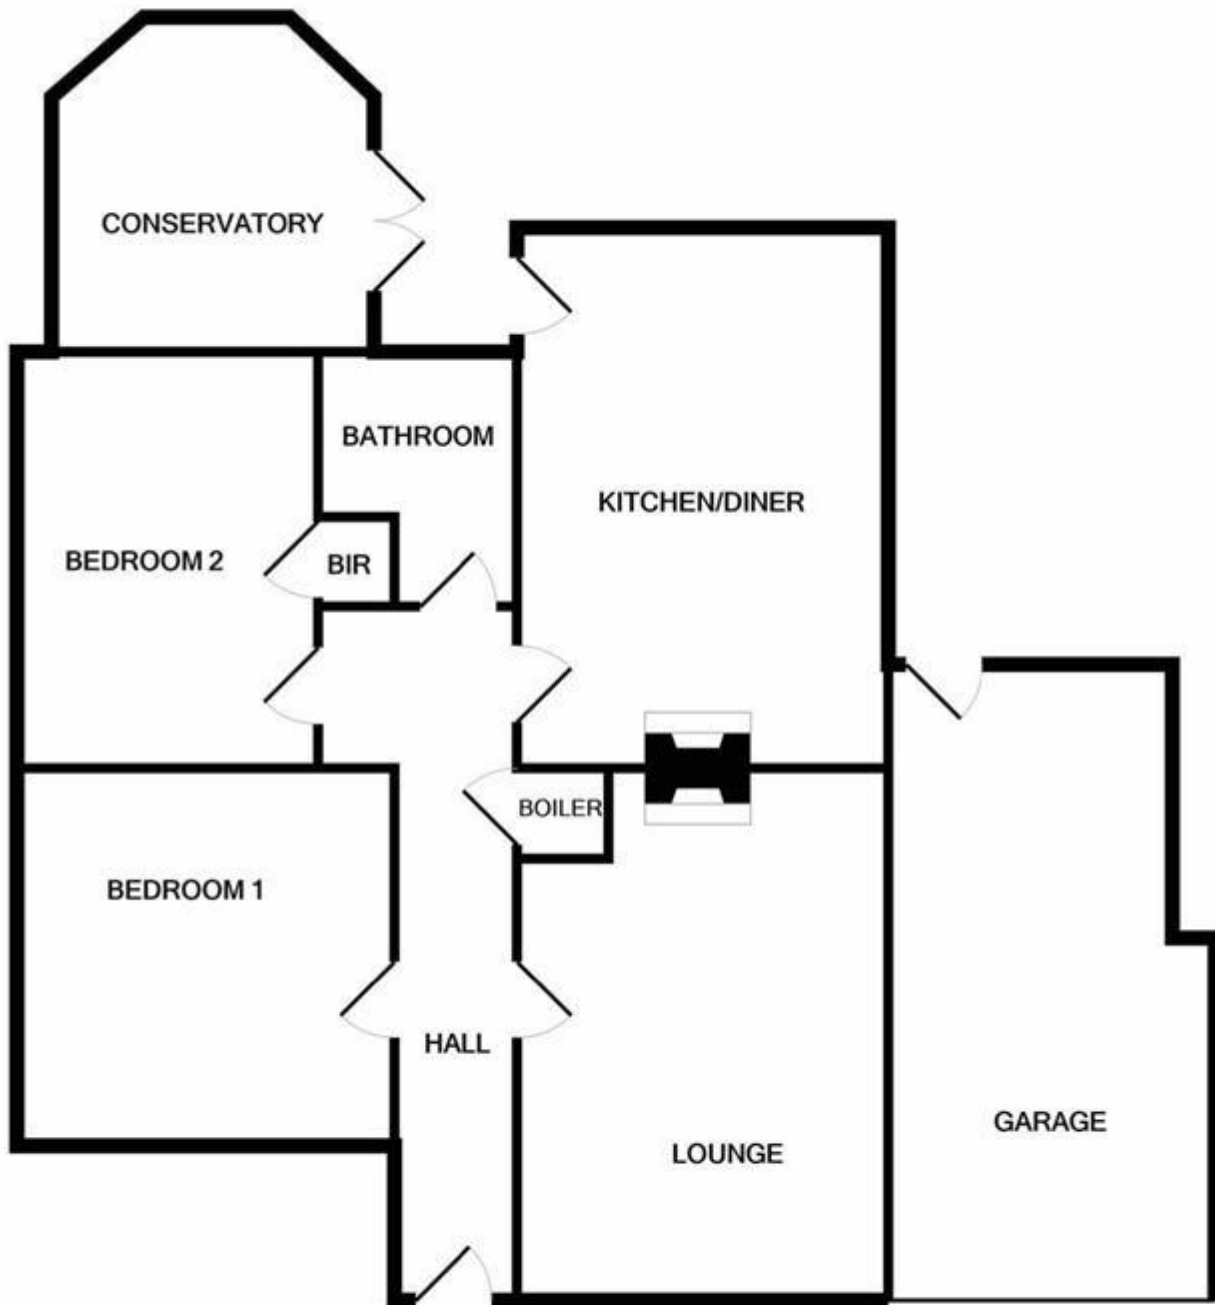 CONSERVATORY
BATHROOM
KITCHEN/DINER
BEDROOM 2
BIR
BOILER
BEDROOM 1
HALL
GARAGE
LOUNGE